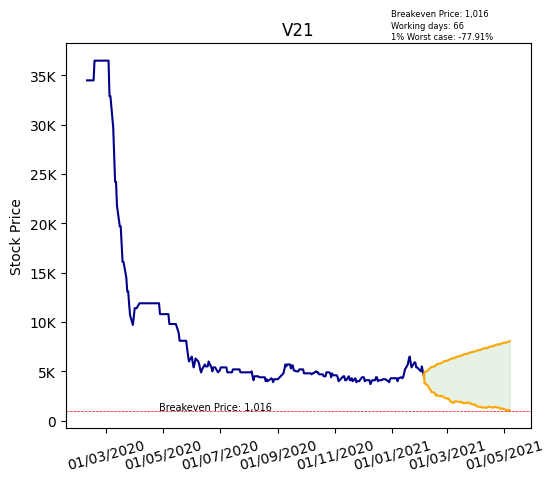 Breakeven Price: 1,016
Working days: 66
1% Worst case: -77.91%
V21
Stock Price
35K
30K
25K
20K
15K
10K
5K
0
Breakeven Price: 1,016
01/03/2020
01/05/2020
01/07/2020
01/09/2020
01/11/2020
01/01/2021
01/03/2021
01/05/2021